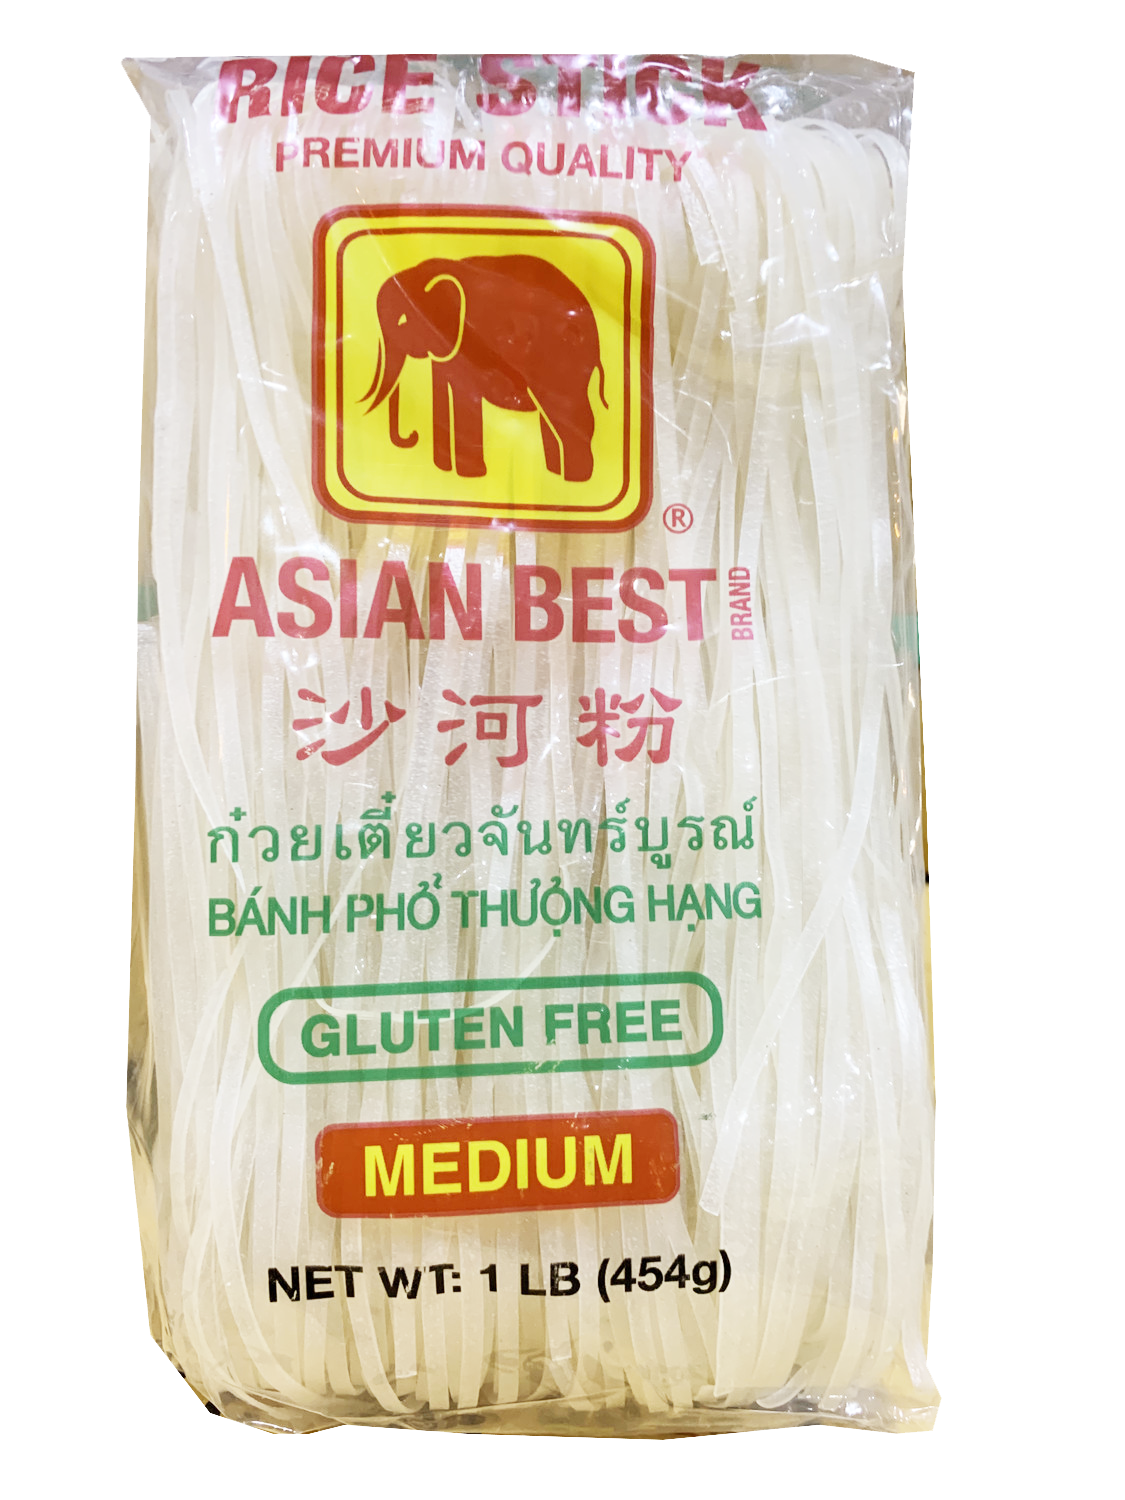 RICE STICK
PREMIUM QUALITY
®
ASIAN BEST BRAND
沙河粉
ก๋วยเตี๋ยวจันทร์บูรณ์
BÁNH PHỞ THƯỢNG HẠNG
GLUTEN FREE
MEDIUM
NET WT: 1 LB (454g)